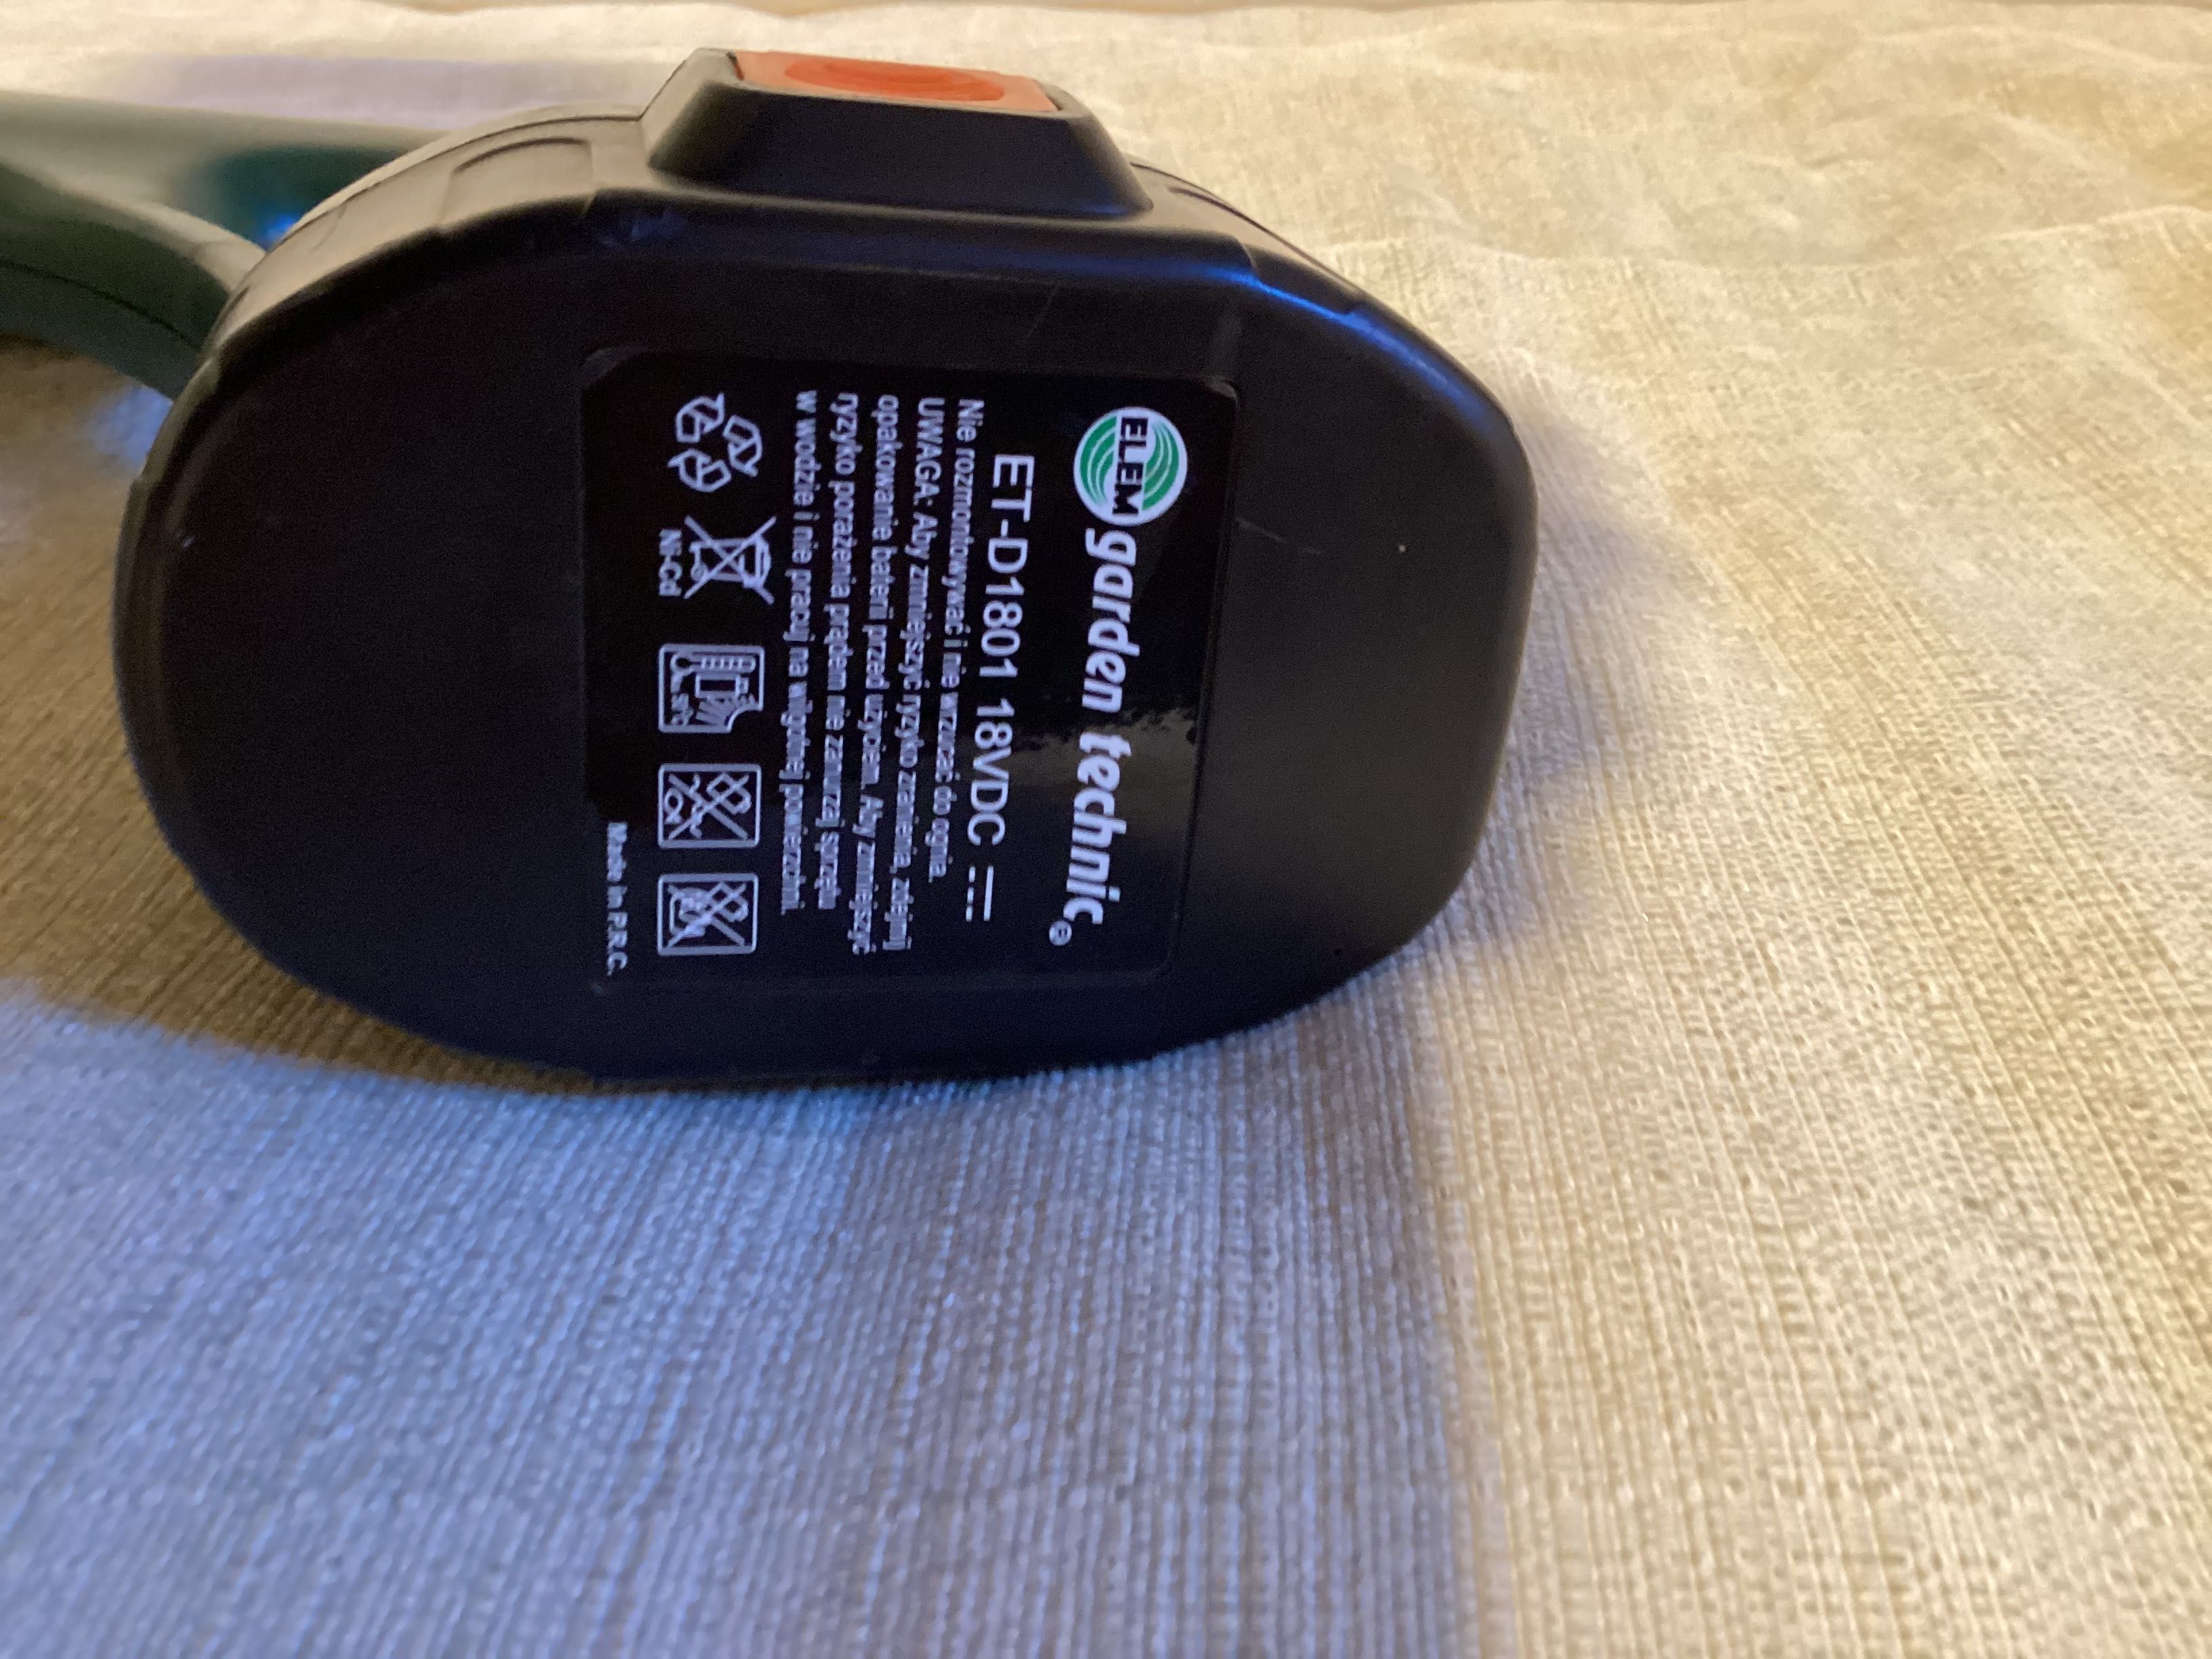 ELEM garden technic®
ET-D1801 18VDC
Nie rozmontowywać i nie wrzucać do ognia.
UWAGA: Aby zmniejszyć ryzyko zranienia, zdejmij
opakowanie baterii przed użyciem. Aby zmniejszyć
ryzyko porażenia prądem nie zanurzaj sprzętu
w wodzie i nie pracuj na wilgotnej powierzchni.
Ni-Cd
Made in P.R.C.